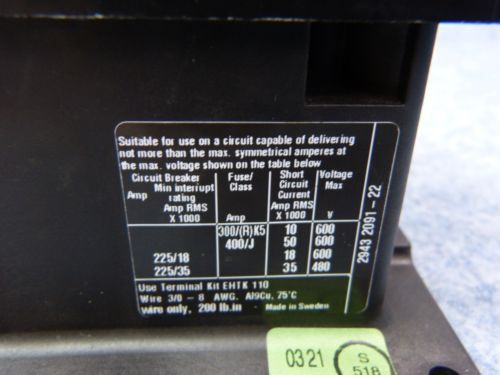 Suitable for use on a circuit capable of delivering
not more than the max. symmetrical amperes at
the max. voltage shown on the table below
Circuit Breaker Fuse/ Short Voltage
Min interrupt Class Circuit Max
Amp rating Current
Amp RMS Amp RMS
X 1000 Amp X 1000 V
300/(R)K5 10 600
400/J 50 600
225/18 18 600
225/35 35 480
Use Terminal Kit EHTK 110
Wire 3/0 - 8 AWG. Al9Cu, 75°C
wire only, 200 lb.in - Made in Sweden
2943 2091-22
0321
S
518